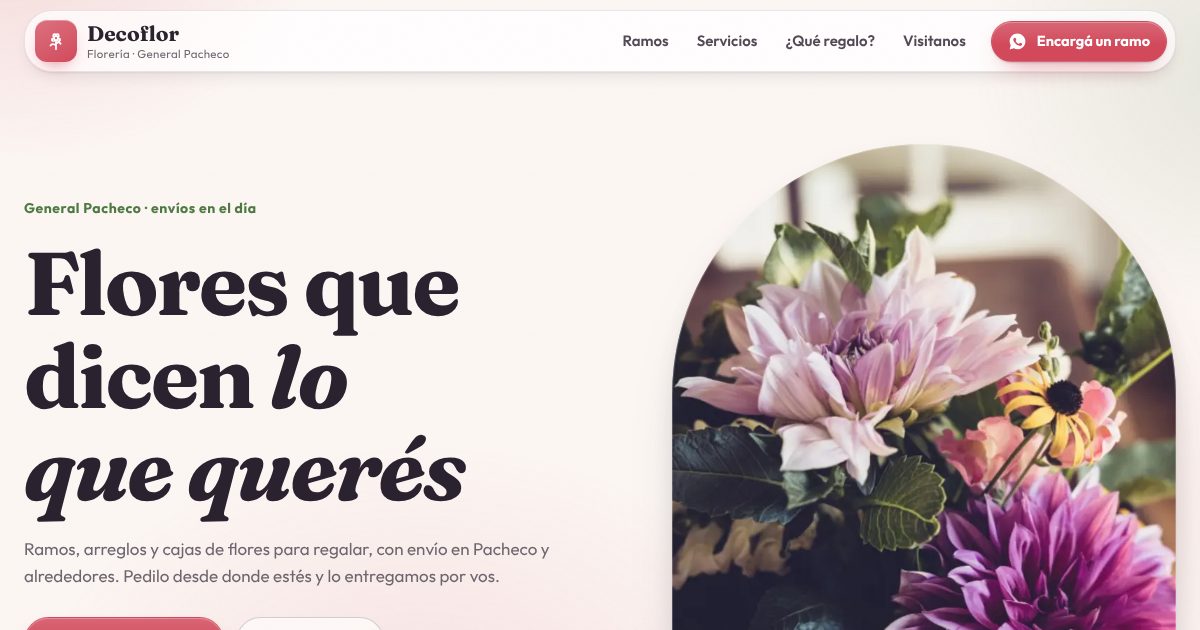 Decoflor
Florería · General Pacheco
Ramos
Servicios
¿Qué regalo?
Visitanos
Encargá un ramo
General Pacheco · envíos en el día
Flores que
dicen lo
que querés
Ramos, arreglos y cajas de flores para regalar, con envío en Pacheco y
alrededores. Pedilo desde donde estés y lo entregamos por vos.